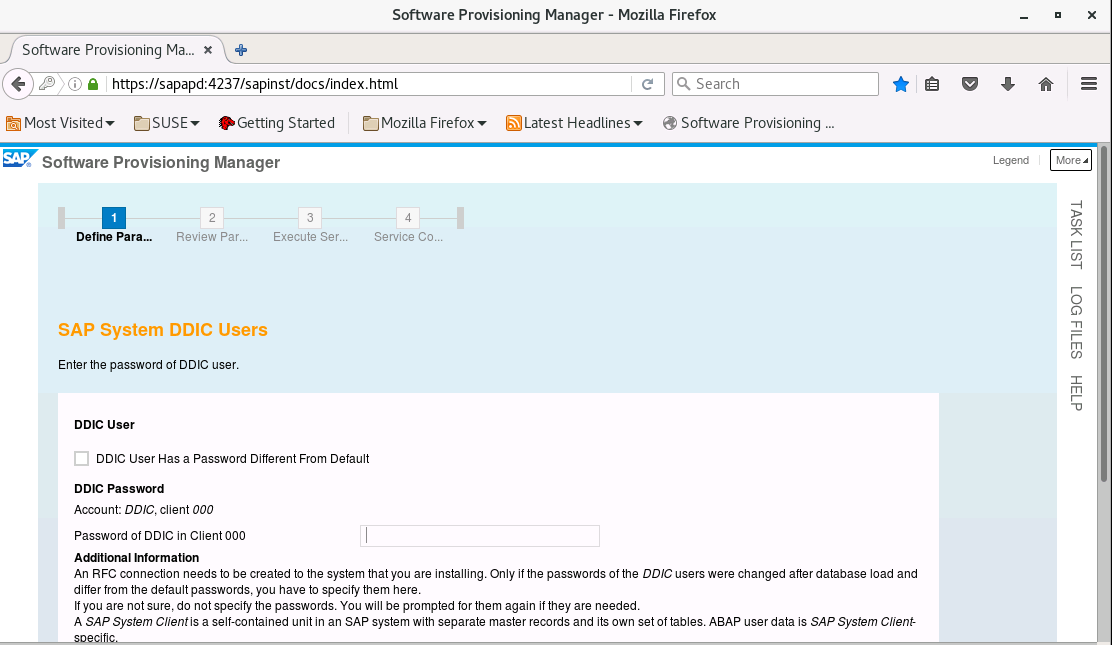 Software Provisioning Manager - Mozilla Firefox
Software Provisioning Ma...
https://sapapd:4237/sapinst/docs/index.html
Search
Most Visited
SUSE
Getting Started
Mozilla Firefox
Latest Headlines
Software Provisioning ...
SAP
Software Provisioning Manager
Legend
More
1
2
3
4
Define Para...
Review Par...
Execute Ser...
Service Co...
TASK LIST
LOG FILES
HELP
SAP System DDIC Users
Enter the password of DDIC user.
DDIC User
DDIC User Has a Password Different From Default
DDIC Password
Account: DDIC, client 000
Password of DDIC in Client 000
Additional Information
An RFC connection needs to be created to the system that you are installing. Only if the passwords of the DDIC users were changed after database load and
differ from the default passwords, you have to specify them here.
If you are not sure, do not specify the passwords. You will be prompted for them again if they are needed.
A SAP System Client is a self-contained unit in an SAP system with separate master records and its own set of tables. ABAP user data is SAP System Client-
specific.